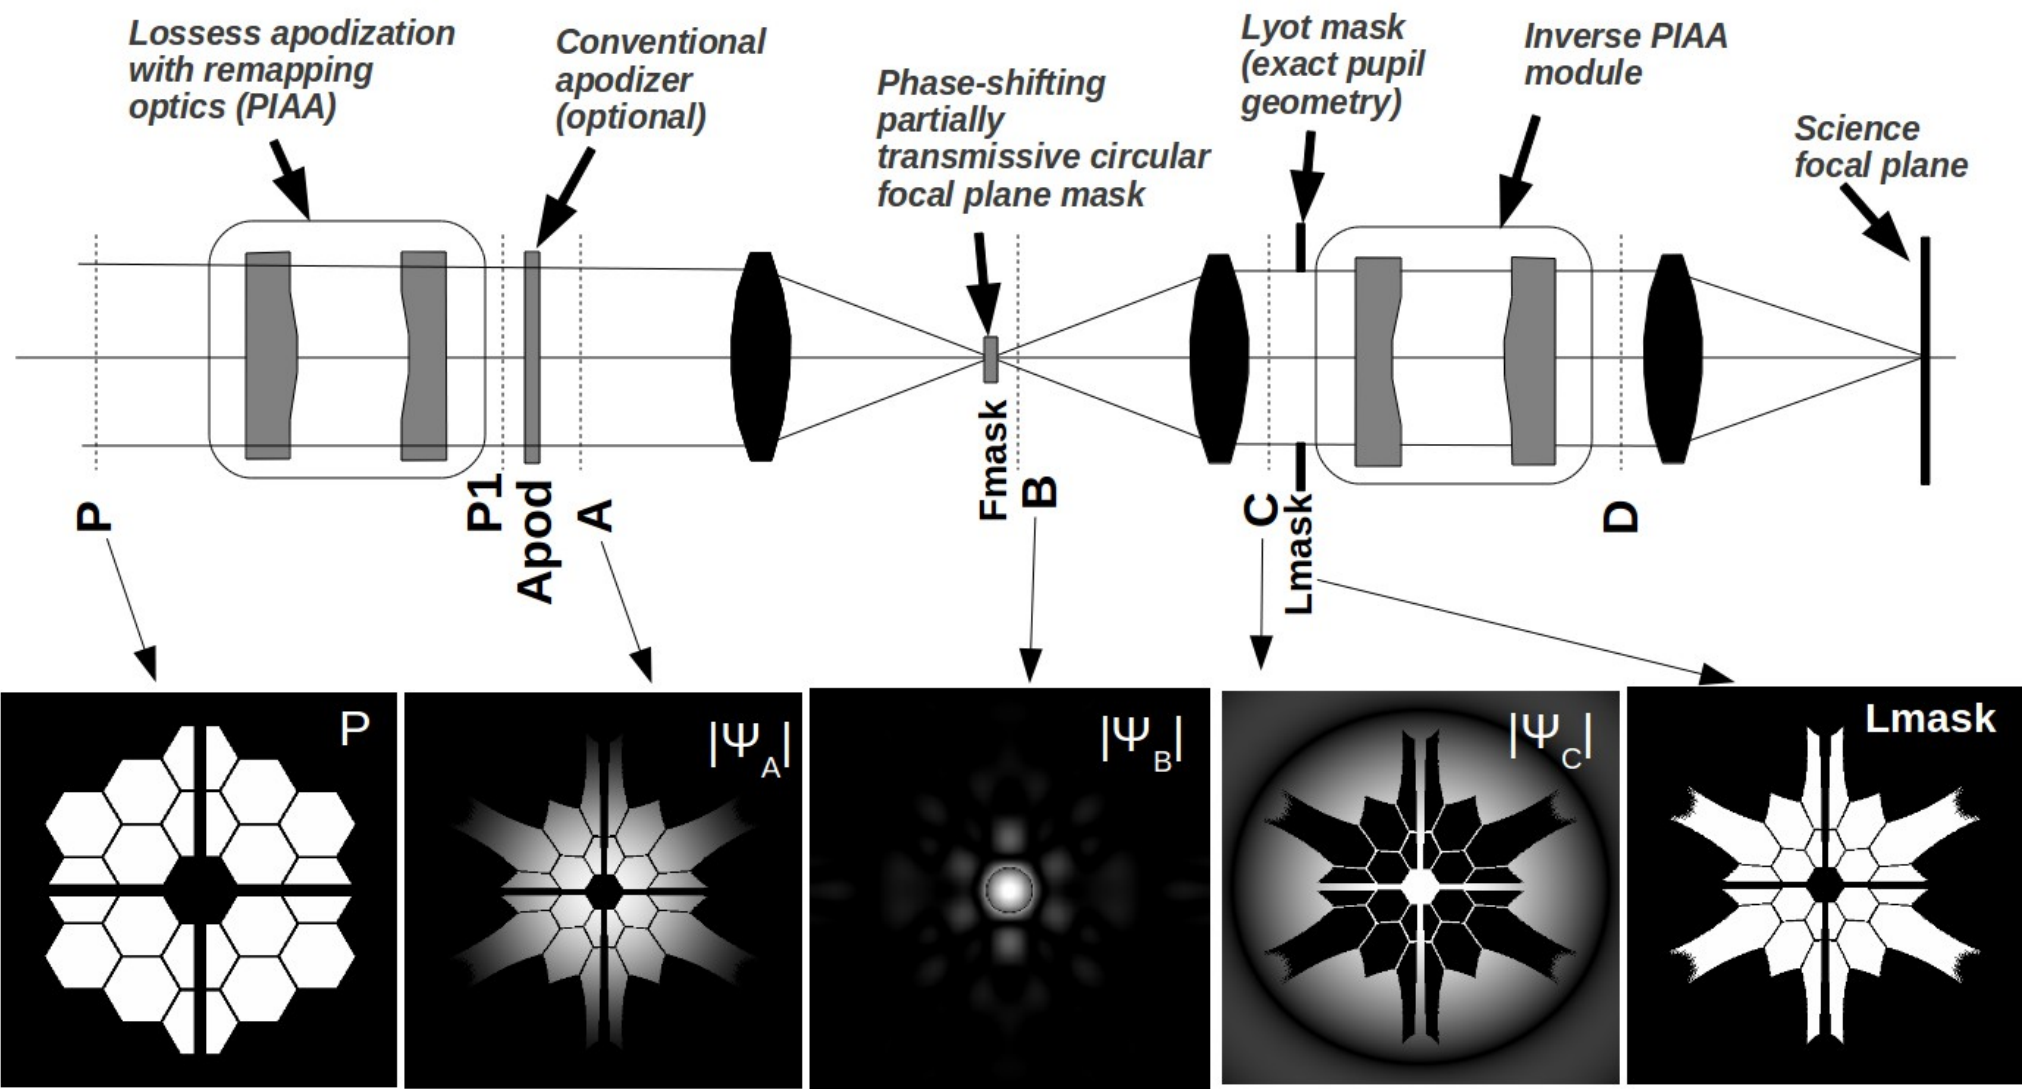 Lossess apodization
with remapping
optics (PIAA)
Conventional
apodizer
(optional)
Phase-shifting
partially
transmissive circular
focal plane mask
Lyot mask
(exact pupil
geometry)
Inverse PIAA
module
Science
focal plane
P
P1
Apod
A
Fmask
B
C
Lmask
D
P
|Ψ_A|
|Ψ_B|
|Ψ_C|
Lmask